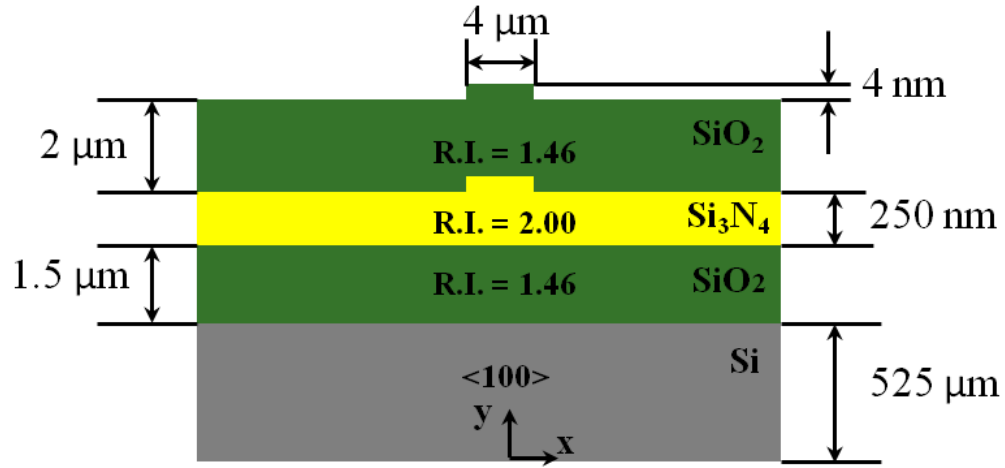 4 μm
4 nm
2 μm
SiO₂
R.I. = 1.46
Si₃N₄
R.I. = 2.00
250 nm
1.5 μm
SiO₂
R.I. = 1.46
Si
<100>
525 μm
y
x